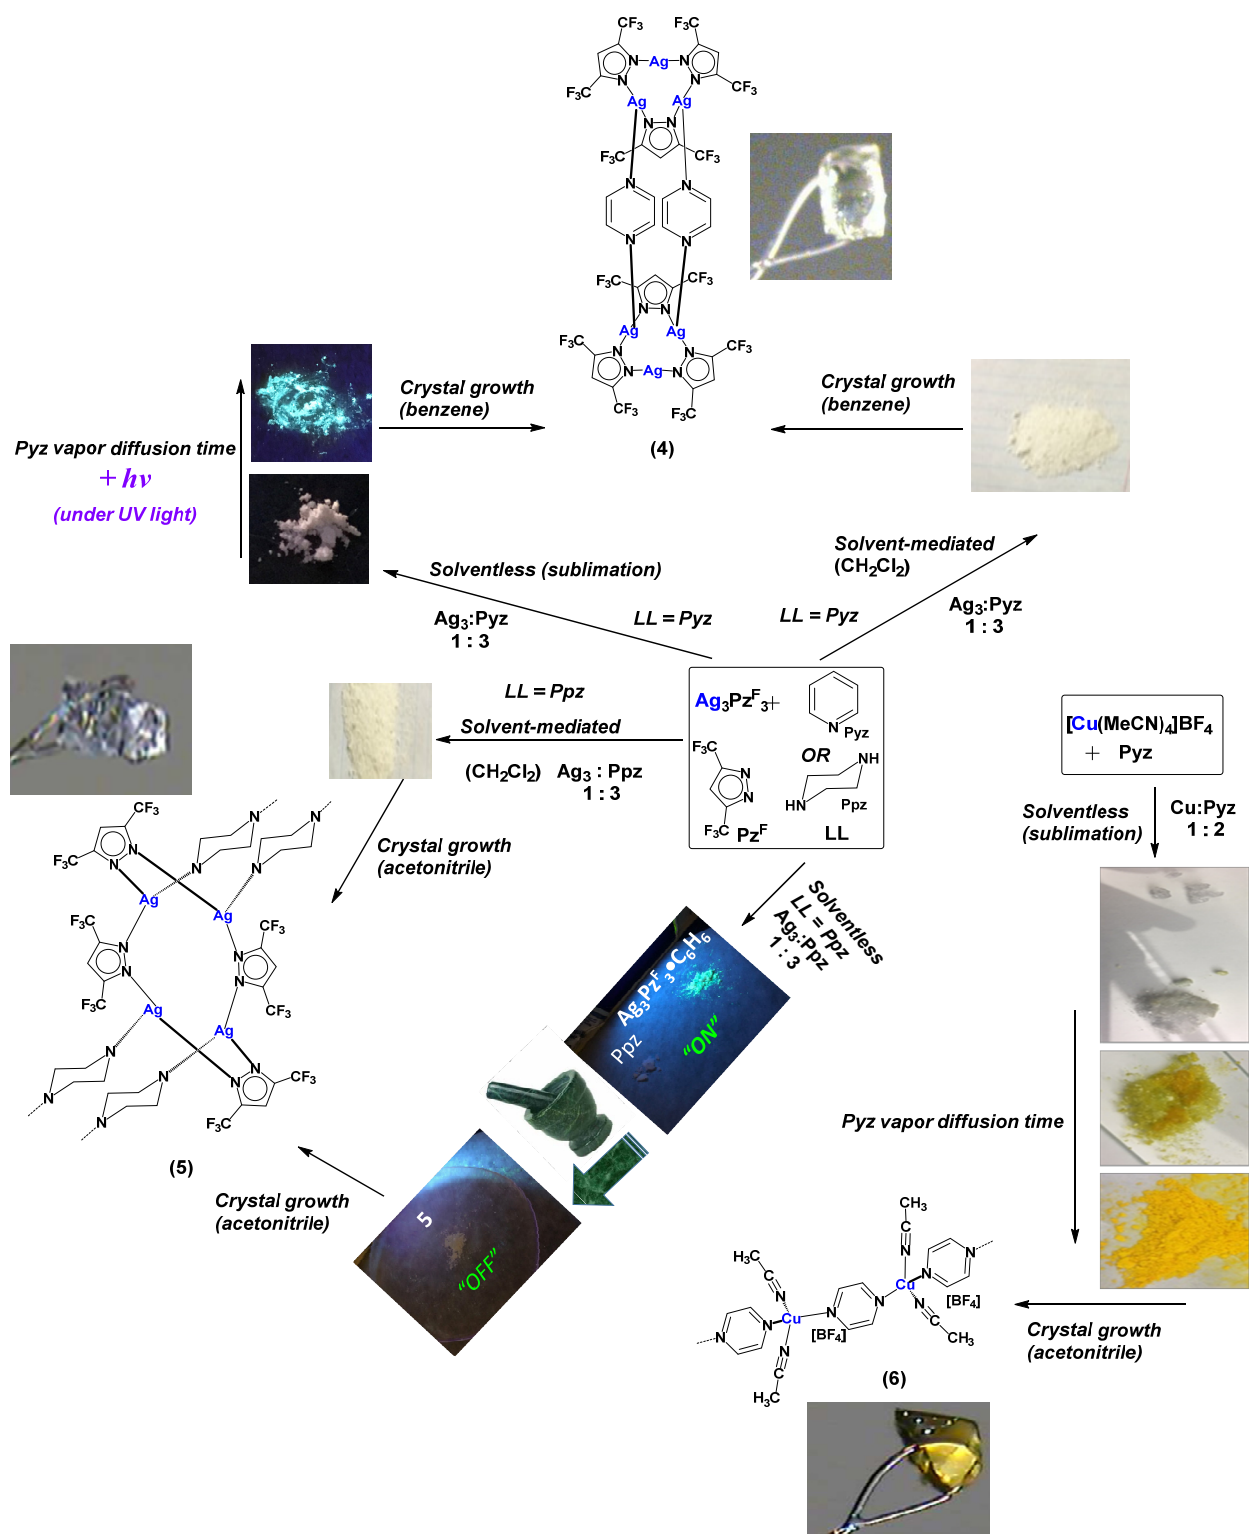 CF3
F3C
N
Ag
N
N
N
F3C
CF3
Ag
Ag
N
N
F3C
CF3
N
N
N
N
F3C
CF3
N
N
F3C
Ag
Ag
CF3
N
N
N
Ag
N
CF3
F3C
(4)
Crystal growth
(benzene)
Crystal growth
(benzene)
Pyz vapor diffusion time
+ hν
(under UV light)
Solventless (sublimation)
Ag3:Pyz
1 : 3
LL = Pyz
Solvent-mediated
(CH2Cl2)
LL = Pyz
Ag3:Pyz
1 : 3
LL = Ppz
Solvent-mediated
(CH2Cl2) Ag3 : Ppz
1 : 3
Crystal growth
(acetonitrile)
Ag3PzF3+
N
Pyz
OR
F3C
N
N
F3C
PzF
NH
HN
Ppz
LL
[Cu(MeCN)4]BF4
+ Pyz
Solventless
(sublimation)
Cu:Pyz
1 : 2
CF3
N
N
F3C
N
N
N
N
Ag
Ag
F3C
N
N
F3C
CF3
N
N
CF3
Ag
Ag
N
N
N
N
CF3
N
N
F3C
(5)
Solventless
LL = Ppz
Ag3:Ppz
1 : 3
Ag3PzF3•C6H6
Ppz
"ON"
5
"OFF"
Crystal growth
(acetonitrile)
Pyz vapor diffusion time
CH3
N
C
N
N
Cu
N
[BF4]
N
C
CH3
H3C
C
N
N
N
Cu
N
[BF4]
N
C
H3C
(6)
Crystal growth
(acetonitrile)